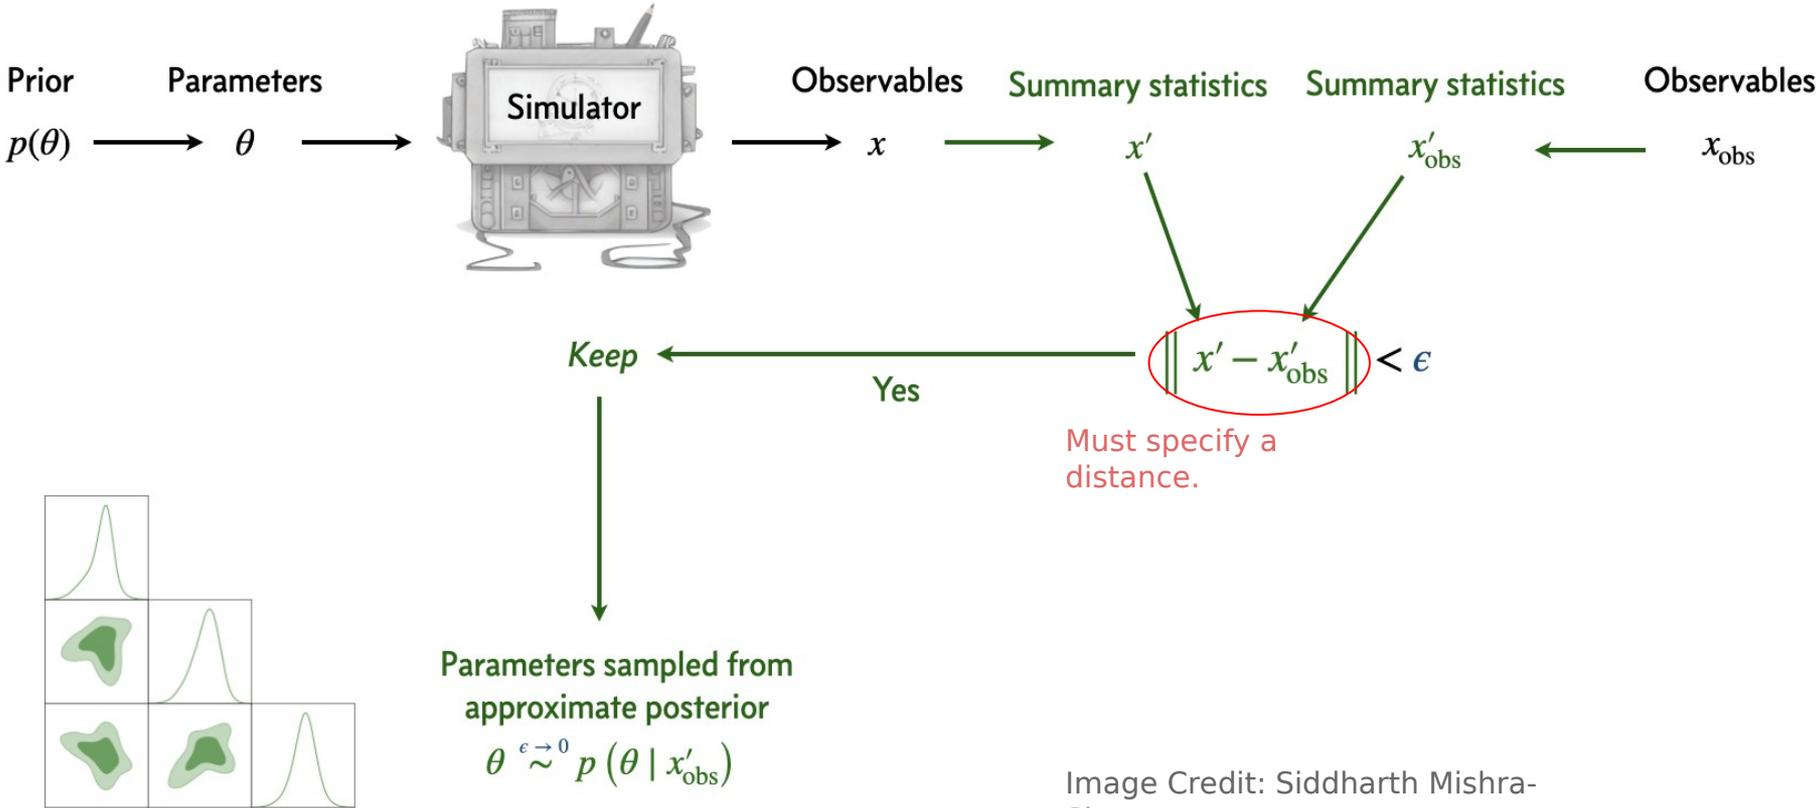 Prior
Parameters
Simulator
Observables
Summary statistics
Summary statistics
Observables
p(θ)
θ
x
x′
x′obs
xobs
Keep
Yes
‖ x′ − x′obs ‖ < ϵ
Must specify a
distance.
Parameters sampled from
approximate posterior
θ ϵ → 0 ~ p (θ | x′obs)
Image Credit: Siddharth Mishra-